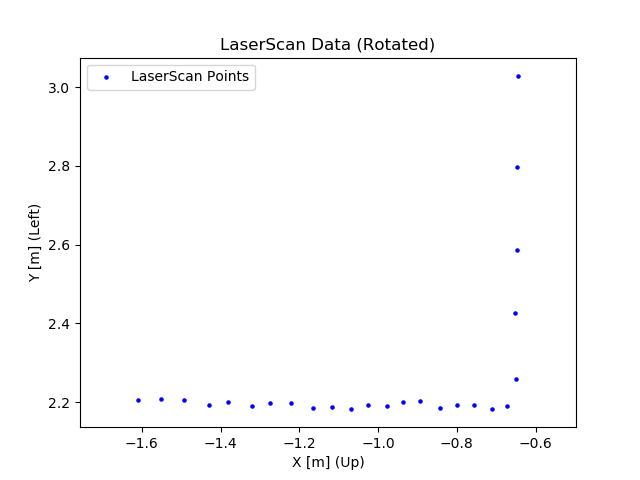 LaserScan Data (Rotated)
LaserScan Points
3.0
2.8
2.6
2.4
2.2
Y [m] (Left)
−1.6 −1.4 −1.2 −1.0 −0.8 −0.6
X [m] (Up)